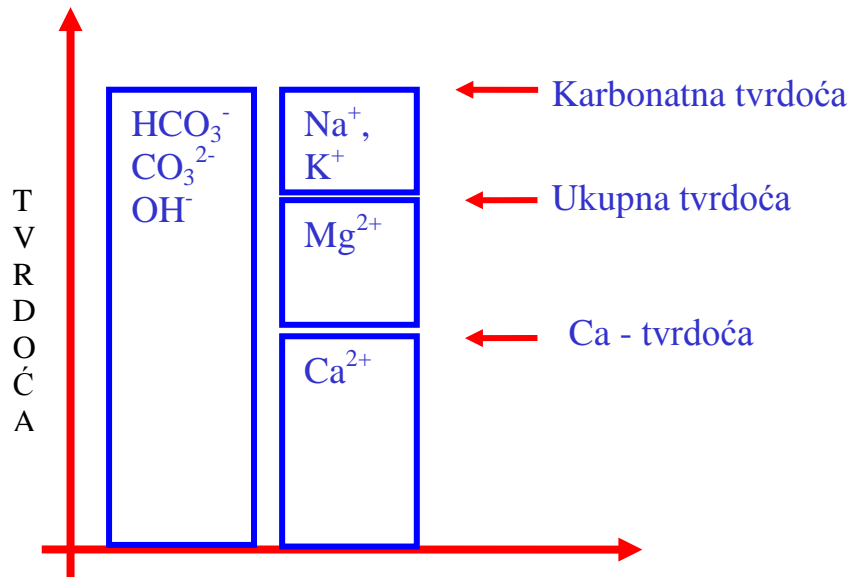 TVRDOĆA
HCO₃⁻
CO₃²⁻
OH⁻
Na⁺,
K⁺
Mg²⁺
Ca²⁺
Karbonatna tvrdoća
Ukupna tvrdoća
Ca - tvrdoća